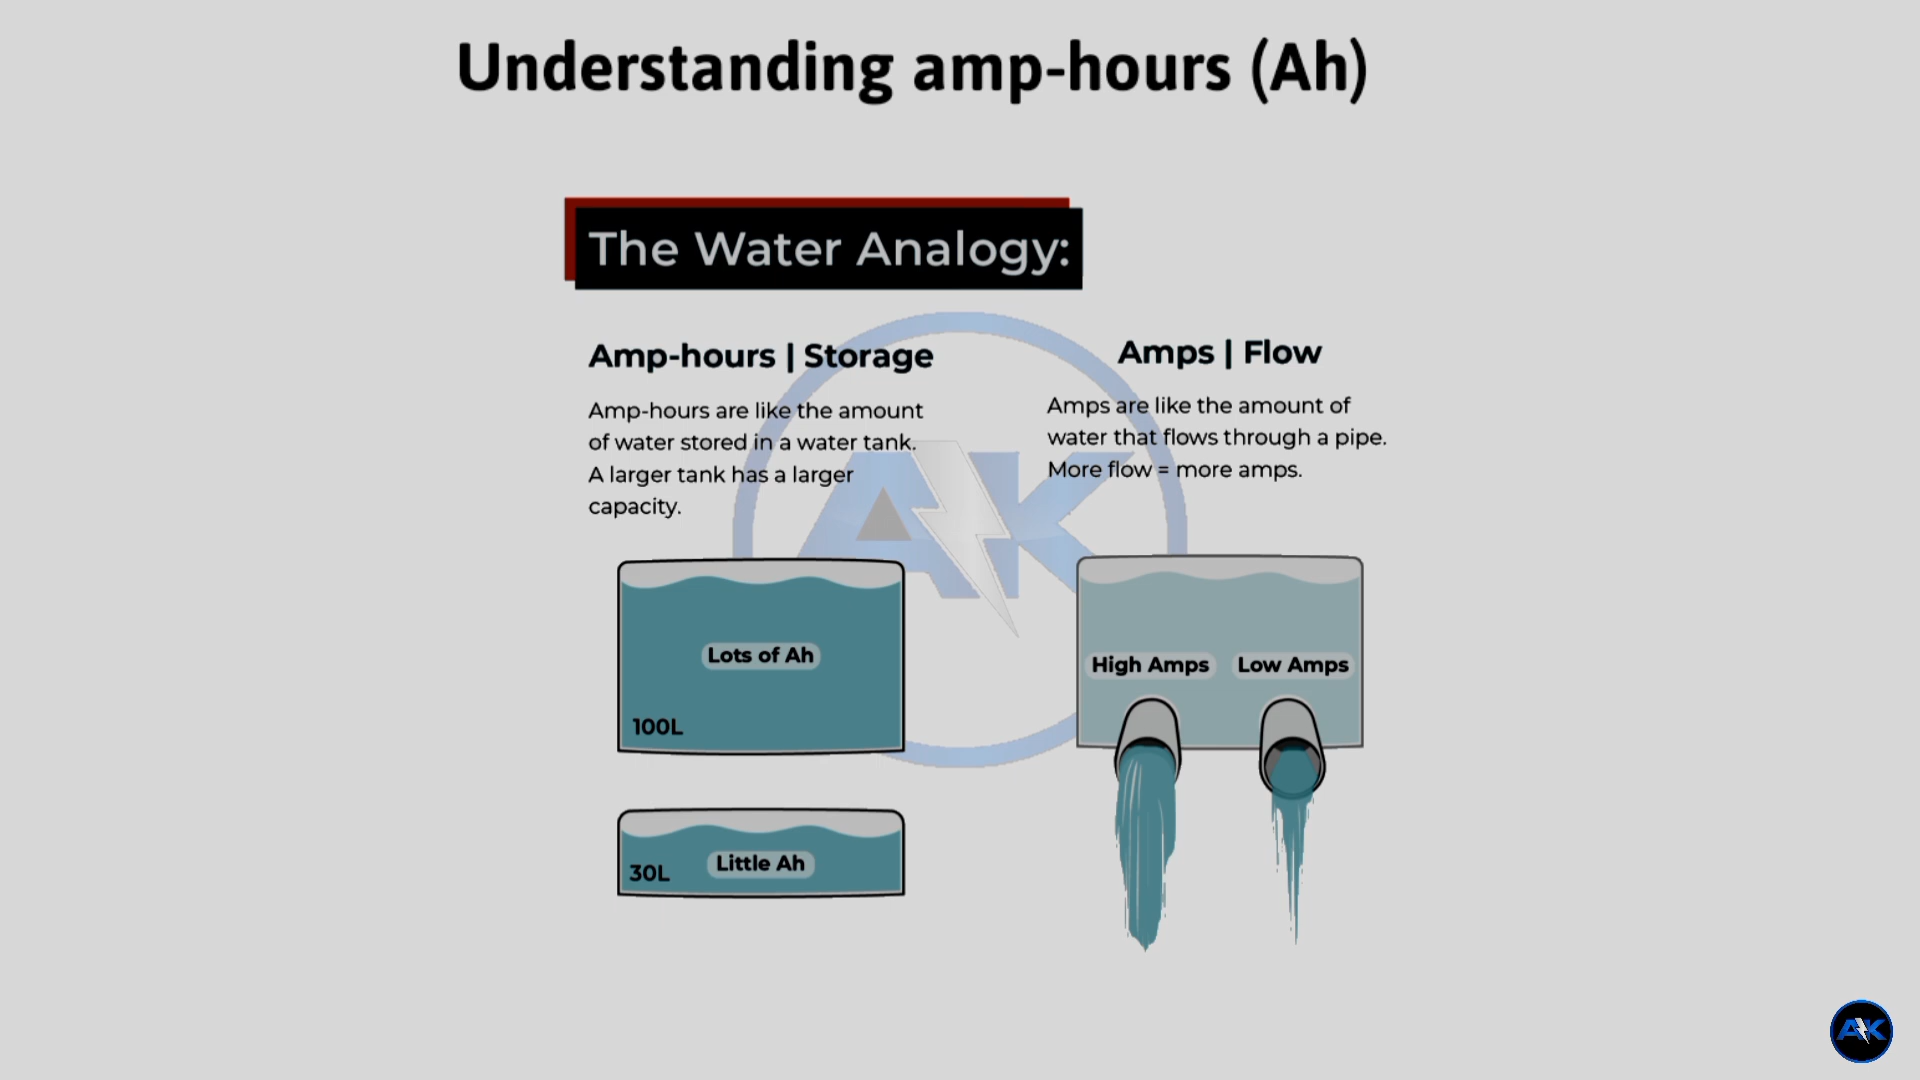 Understanding amp-hours (Ah)
The Water Analogy:
Amp-hours | Storage
Amp-hours are like the amount
of water stored in a water tank.
A larger tank has a larger
capacity.
Lots of Ah
100L
30L
Little Ah
Amps | Flow
Amps are like the amount of
water that flows through a pipe.
More flow = more amps.
High Amps
Low Amps
AK
AK